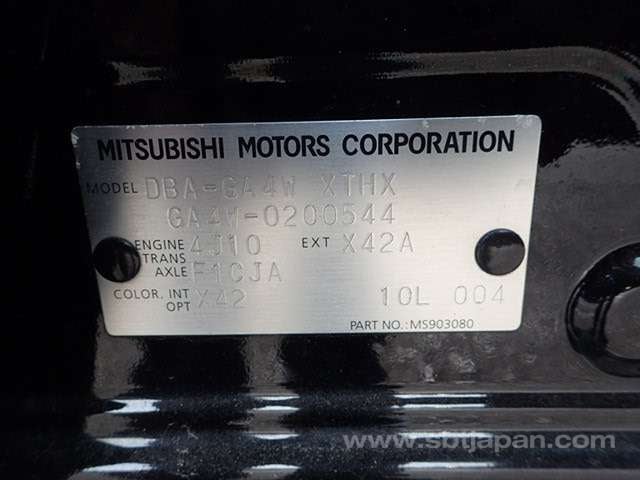 MITSUBISHI MOTORS CORPORATION
MODEL DBA-GA4W XTHX
GA4W-0200544
ENGINE 4J10 EXT X42A
TRANS
AXLE F1CJA
COLOR. INT X42 10L 004
OPT
PART NO.: MS903080
www.sbtjapan.com